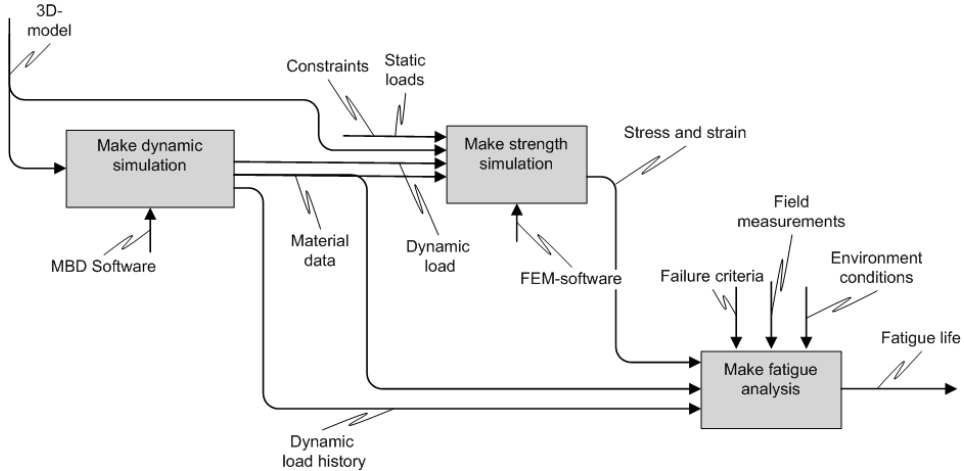 3D-
model
Constraints
Static
loads
Make dynamic
simulation
Make strength
simulation
Stress and strain
Material
data
Dynamic
load
MBD Software
FEM-software
Field
measurements
Failure criteria
Environment
conditions
Make fatigue
analysis
Fatigue life
Dynamic
load history